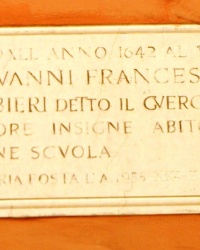 DALL ANNO 1642 AL
VANNI FRANCES
BIERI DETTO IL GVERC
ORE INSIGNE ABITO
NE SCVOLA